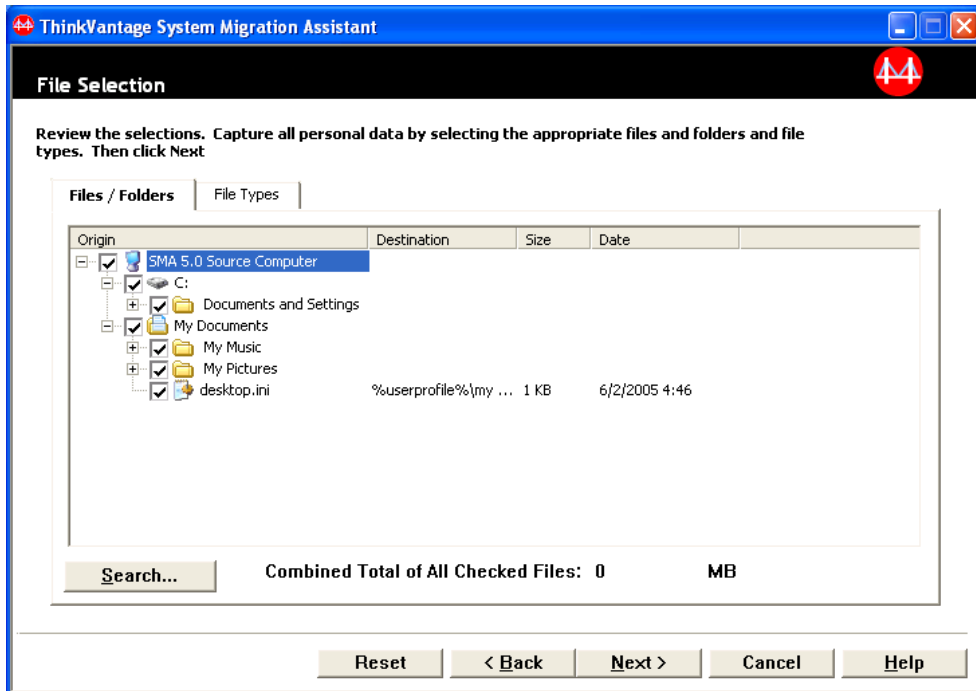 ThinkVantage System Migration Assistant
File Selection
Review the selections. Capture all personal data by selecting the appropriate files and folders and file
types. Then click Next
Files / Folders File Types
Origin Destination Size Date
SMA 5.0 Source Computer
C:
Documents and Settings
My Documents
My Music
My Pictures
desktop.ini %userprofile%\my ... 1 KB 6/2/2005 4:46
Search... Combined Total of All Checked Files: 0 MB
Reset < Back Next > Cancel Help